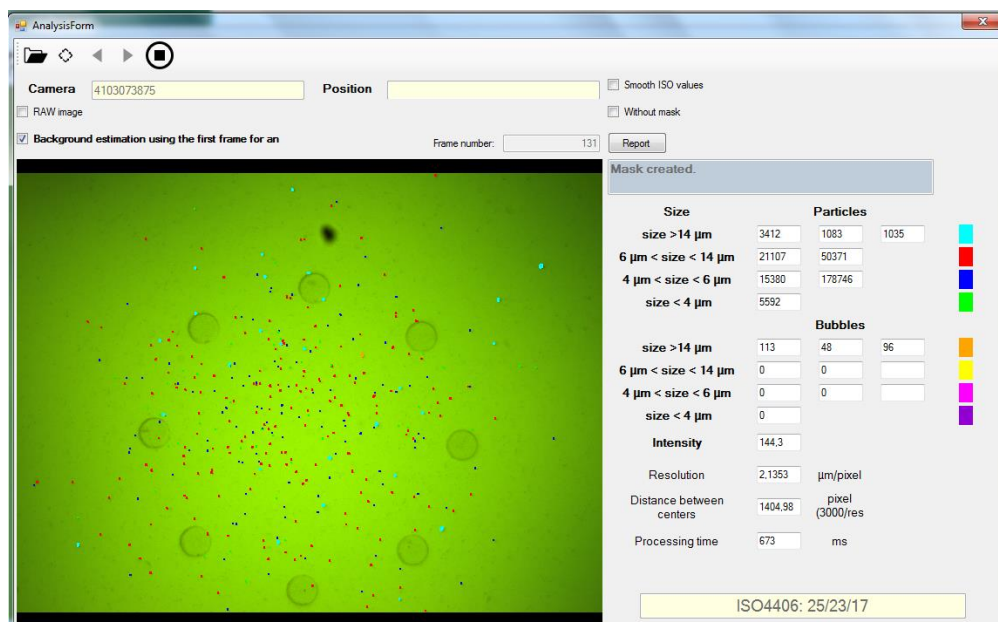 AnalysisForm
x
Camera 4103073875 Position Smooth ISO values
RAW image Without mask
Background estimation using the first frame for an Frame number: 131 Report
Mask created.
Size Particles
size >14 µm 3412 1083 1035
6 µm < size < 14 µm 21107 50371
4 µm < size < 6 µm 15380 178746
size < 4 µm 5592
Bubbles
size >14 µm 113 48 96
6 µm < size < 14 µm 0 0
4 µm < size < 6 µm 0 0
size < 4 µm 0
Intensity 144,3
Resolution 2,1353 µm/pixel
Distance between centers 1404,98 pixel (3000/res
Processing time 673 ms
ISO4406: 25/23/17